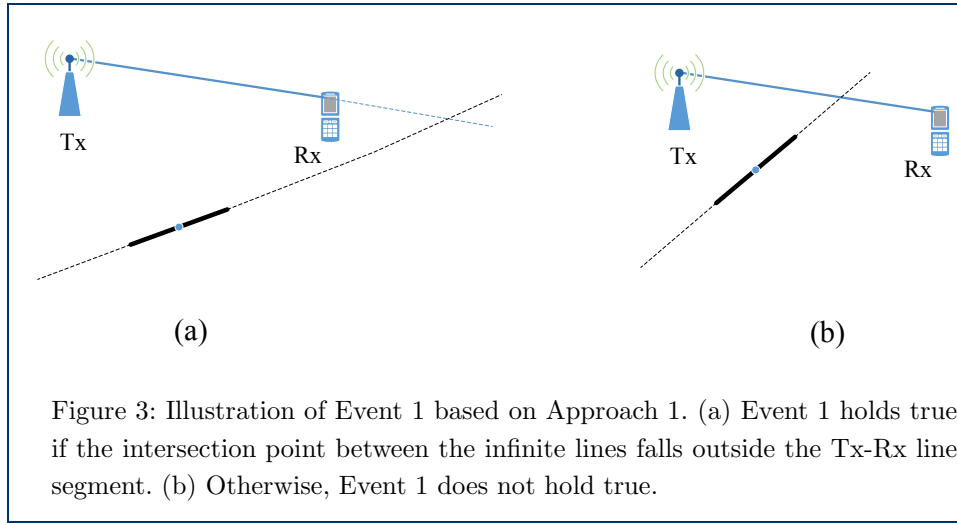 Tx
Rx
Tx
Rx
(a)
(b)
Figure 3: Illustration of Event 1 based on Approach 1. (a) Event 1 holds true
if the intersection point between the infinite lines falls outside the Tx-Rx line
segment. (b) Otherwise, Event 1 does not hold true.